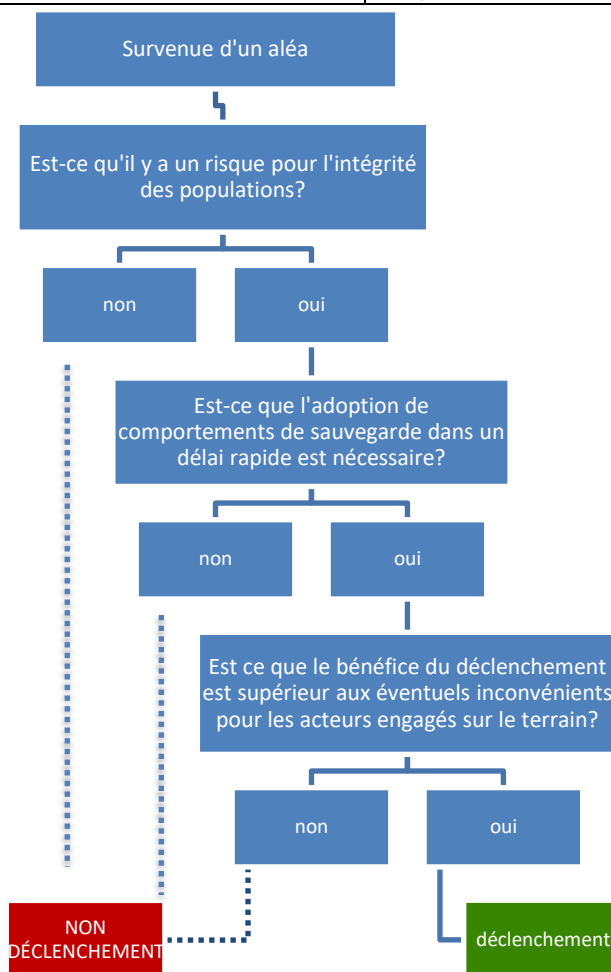 Survenue d'un aléa
Est-ce qu'il y a un risque pour l'intégrité
des populations?
non
oui
Est-ce que l'adoption de
comportements de sauvegarde dans un
délai rapide est nécessaire?
non
oui
Est ce que le bénéfice du déclenchement
est supérieur aux éventuels inconvénients
pour les acteurs engagés sur le terrain?
non
oui
NON
DÉCLENCHEMENT
déclenchement